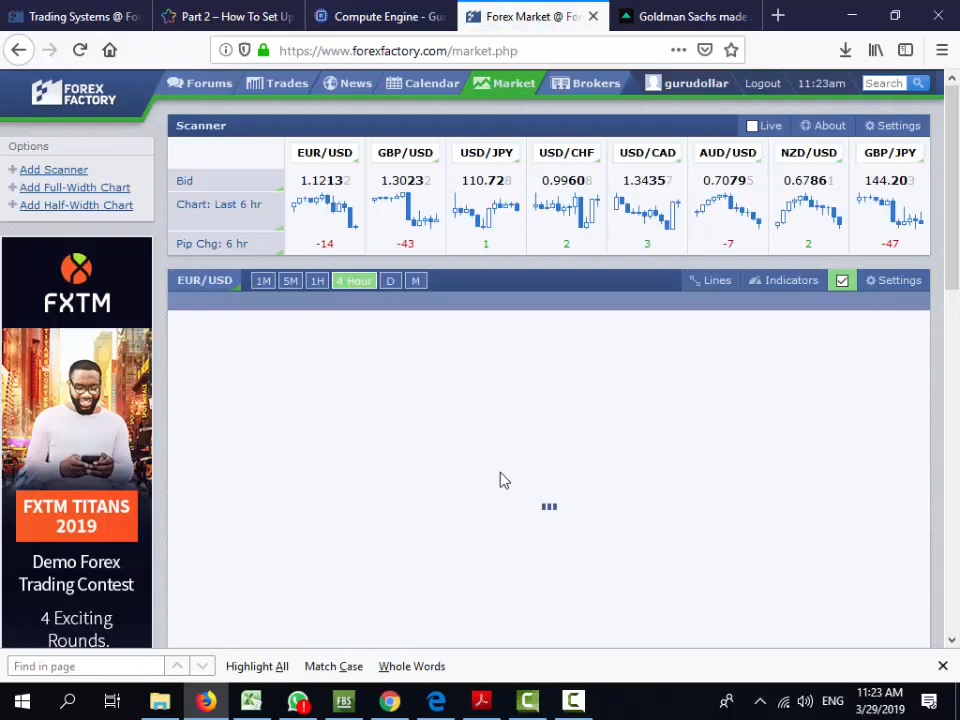 Trading Systems @ Fo
Part 2 – How To Set Up
Compute Engine - Gu
Forex Market @ Fo
Goldman Sachs made
https://www.forexfactory.com/market.php
FOREX FACTORY
Forums
Trades
News
Calendar
Market
Brokers
gurudollar
Logout
11:23am
Search
Options
Add Scanner
Add Full-Width Chart
Add Half-Width Chart
Scanner
Live
About
Settings
EUR/USD GBP/USD USD/JPY USD/CHF USD/CAD AUD/USD NZD/USD GBP/JPY
Bid 1.12132 1.30232 110.728 0.99608 1.34357 0.70795 0.67861 144.203
Chart: Last 6 hr
Pip Chg: 6 hr -14 -43 1 2 3 -7 2 -47
EUR/USD 1M 5M 1H 4 Hour D M
Lines
Indicators
Settings
FXTM
FXTM TITANS
2019
Demo Forex
Trading Contest
4 Exciting
Rounds.
Find in page
Highlight All
Match Case
Whole Words
FBS
ENG
11:23 AM
3/29/2019